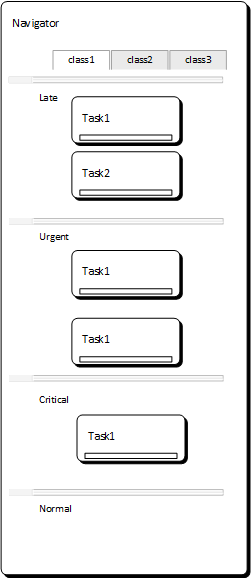 Navigator
class1 class2 class3
Late
Task1
Task2
Urgent
Task1
Task1
Critical
Task1
Normal